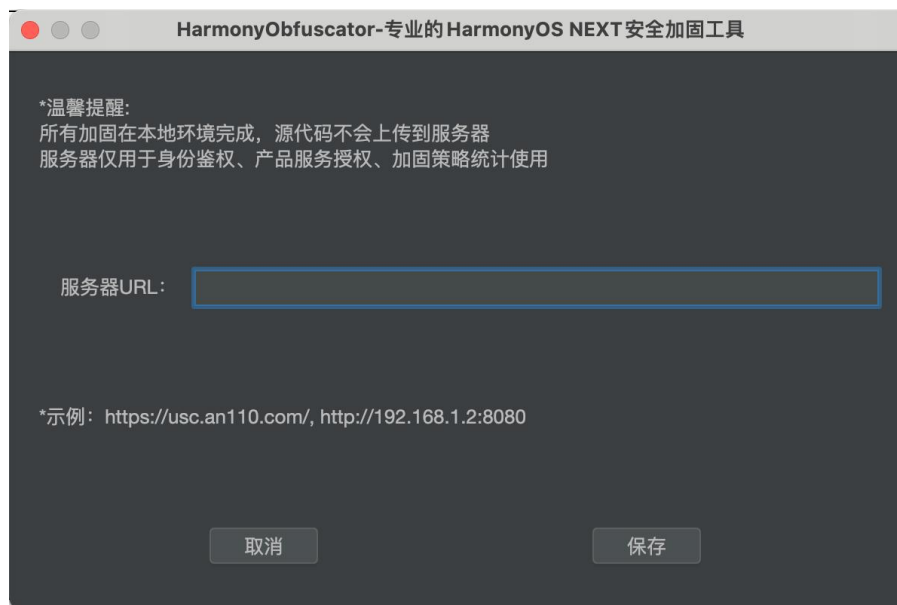 HarmonyObfuscator-专业的HarmonyOS NEXT安全加固工具
*温馨提醒:
所有加固在本地环境完成，源代码不会上传到服务器
服务器仅用于身份鉴权、产品服务授权、加固策略统计使用
服务器URL：
*示例：https://usc.an110.com/, http://192.168.1.2:8080
取消 保存